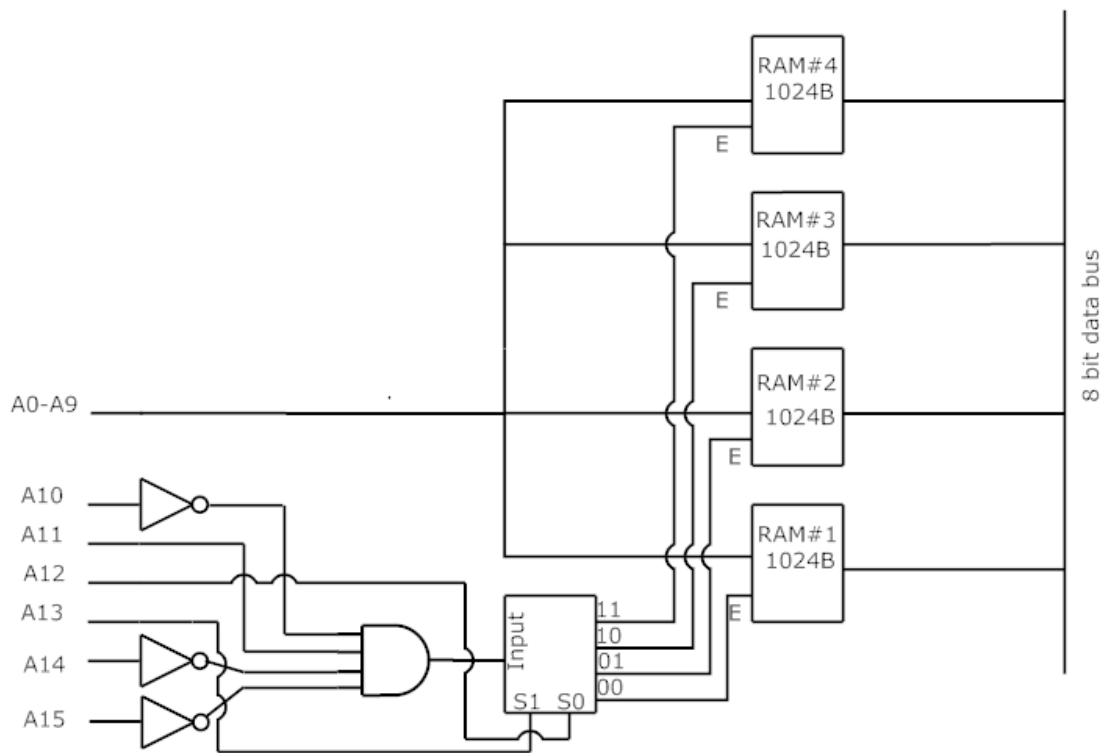 RAM#4
1024B
E
RAM#3
1024B
E
8 bit data bus
A0-A9
RAM#2
1024B
E
A10
A11
A12
A13
A14
A15
RAM#1
1024B
E
Input
11
10
01
00
S1 S0